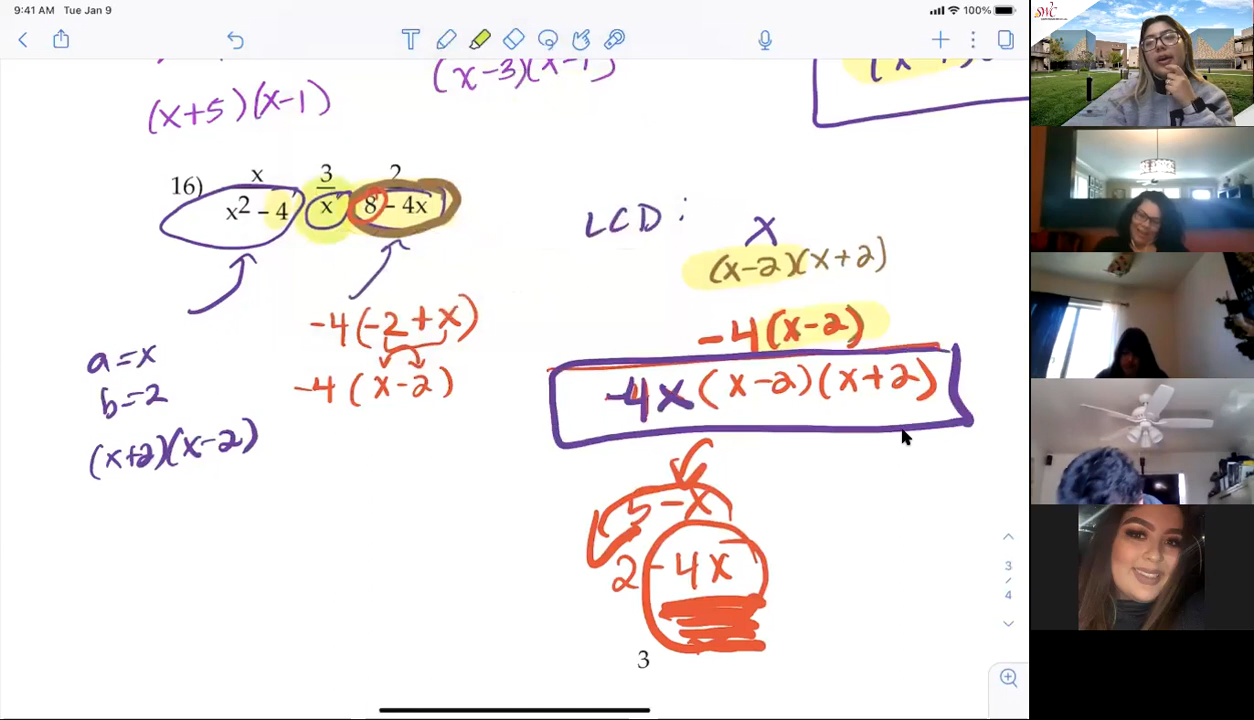 9:41 AM Tue Jan 9
100%
(x-3)(x-1)
(x+5)(x-1)
16) x/(x² - 4) 3/x 2/(8 - 4x)
LCD:
x
(x-2)(x+2)
-4(-2+x)
-4(x-2)
-4(x-2)
-4x(x-2)(x+2)
a=x
b=2
(x+2)(x-2)
5-x
2-4x
3
3
/
4
SWC